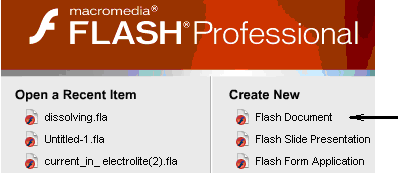 macromedia®
FLASH® Professional
Open a Recent Item
dissolving.fla
Untitled-1.fla
current_in_ electrolite(2).fla
Create New
Flash Document
Flash Slide Presentation
Flash Form Application